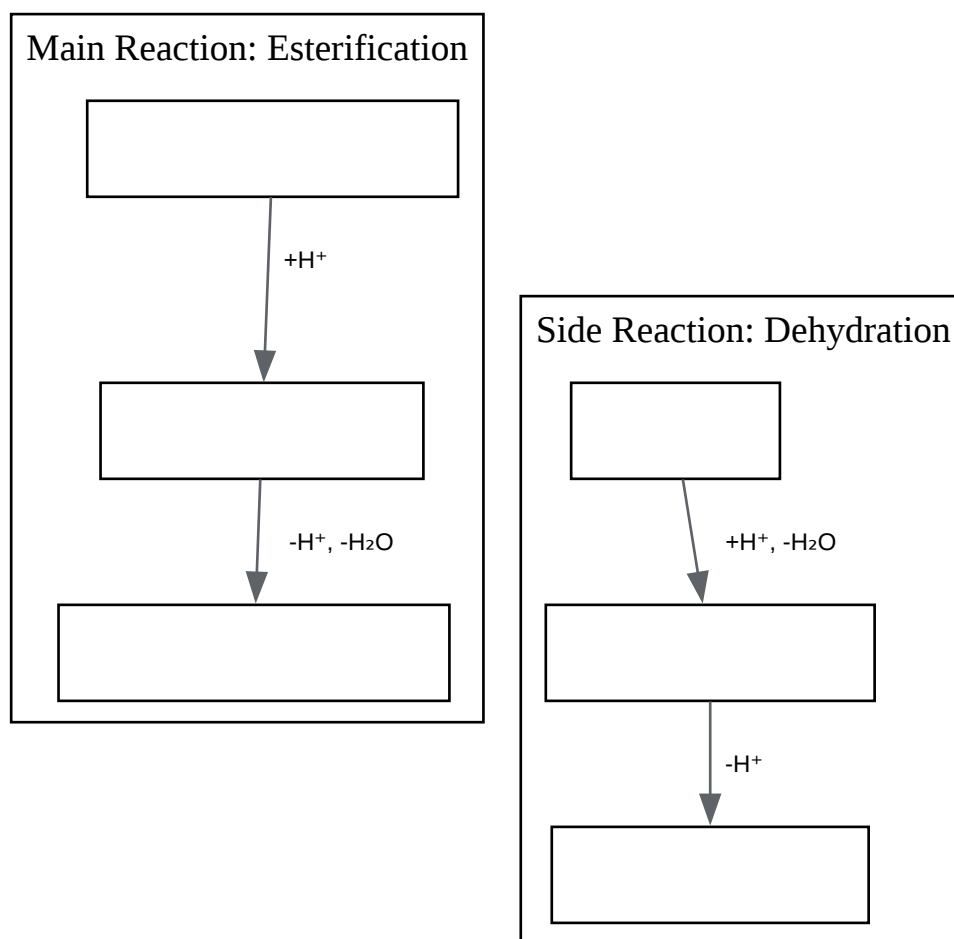 Main Reaction: Esterification
+H⁺
-H⁺, -H₂O
Side Reaction: Dehydration
+H⁺, -H₂O
-H⁺